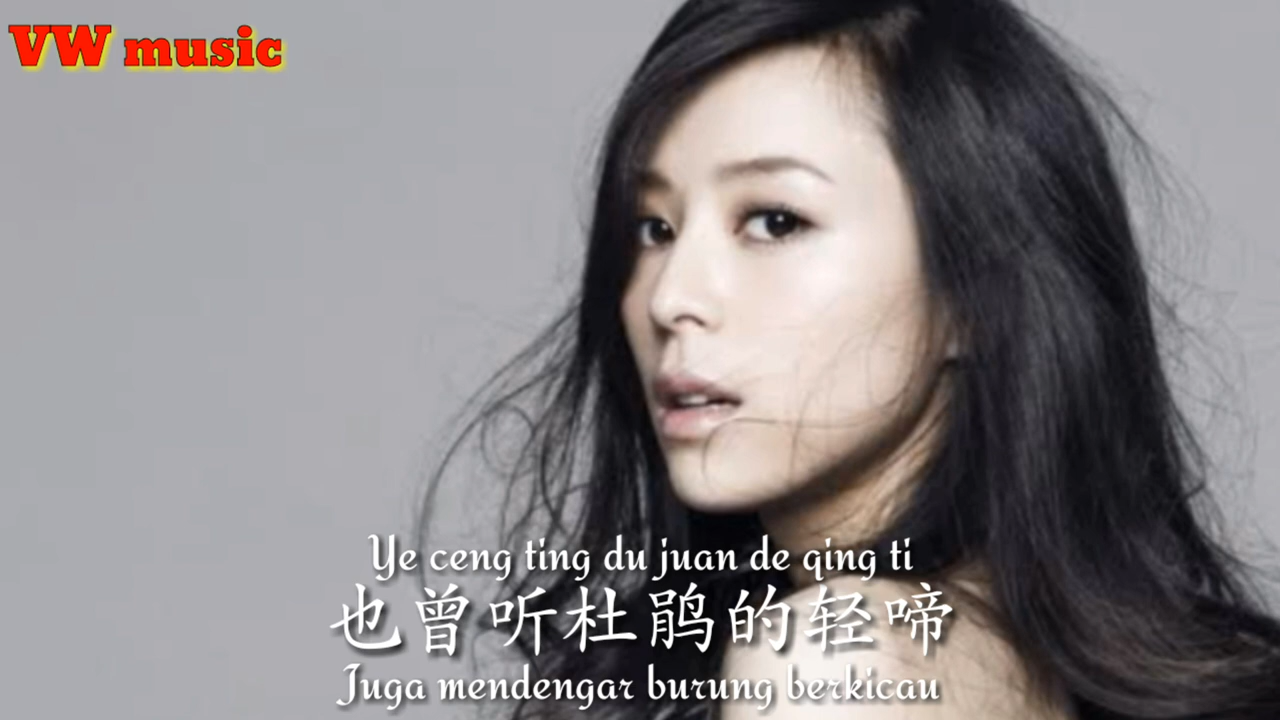 VW music
Ye ceng ting du juan de qing ti
也曾听杜鹃的轻啼
Juga mendengar burung berkicau